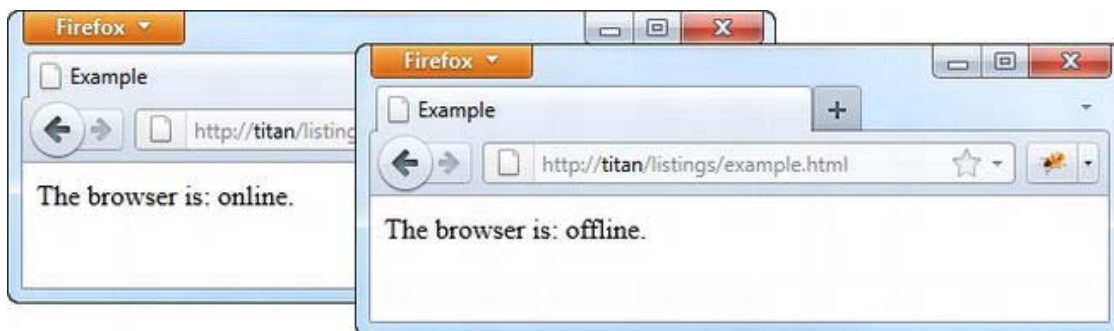 Firefox
Example
http://titan/listing
The browser is: online.
Firefox
Example
http://titan/listings/example.html
The browser is: offline.